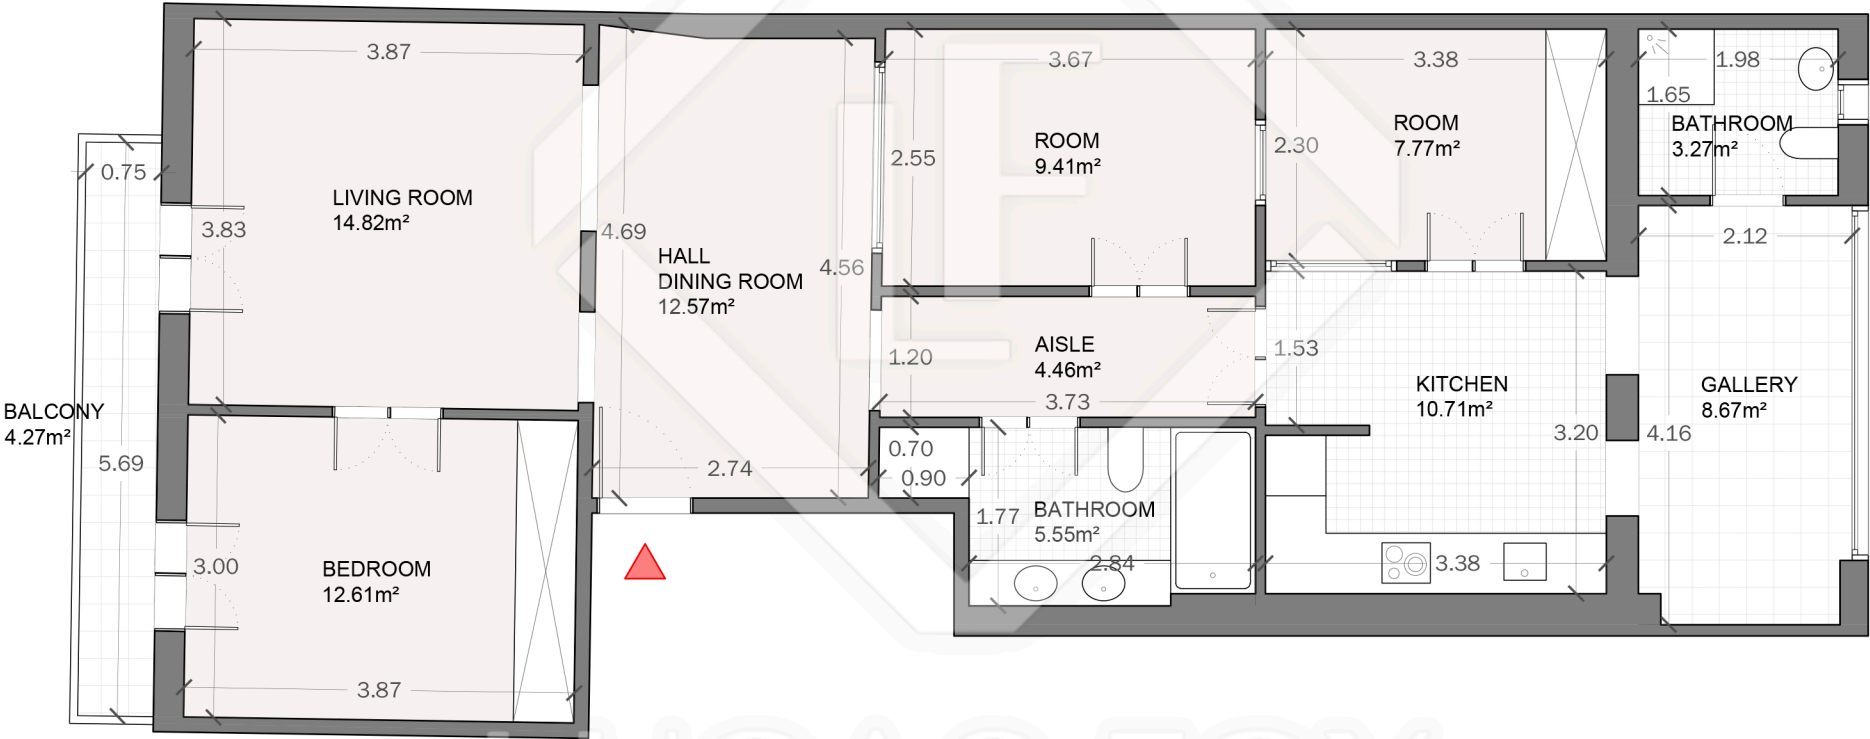 3.87
3.67
3.38
1.98
1.65
BATHROOM
3.27m²
ROOM
9.41m²
ROOM
7.77m²
2.55
2.30
0.75
LIVING ROOM
14.82m²
3.83
4.69
4.56
2.12
HALL
DINING ROOM
12.57m²
AISLE
4.46m²
1.20
1.53
3.73
KITCHEN
10.71m²
GALLERY
8.67m²
BALCONY
4.27m²
5.69
3.20
4.16
0.70
0.90
2.74
BATHROOM
5.55m²
1.77
2.84
3.38
3.00
BEDROOM
12.61m²
3.87
LF
LUCAS FOX